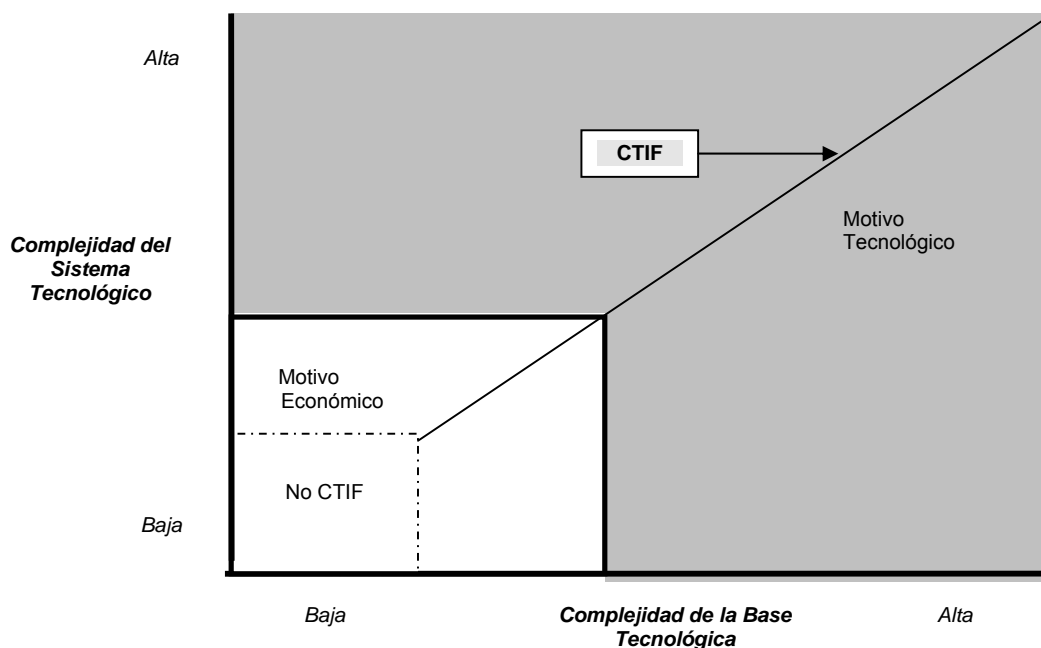 Alta
CTIF
Motivo
Tecnológico
Complejidad del
Sistema
Tecnológico
Motivo
Económico
No CTIF
Baja
Baja
Complejidad de la Base
Tecnológica
Alta